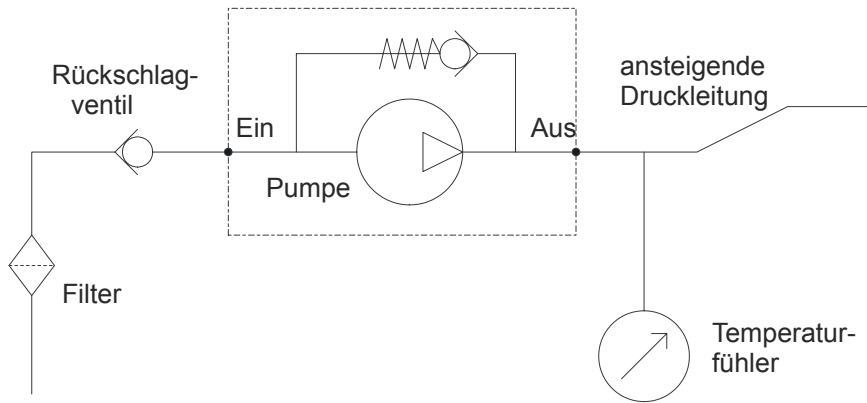 Rückschlag-
ventil
Ein
Aus
ansteigende
Druckleitung
Pumpe
Filter
Temperatur-
fühler